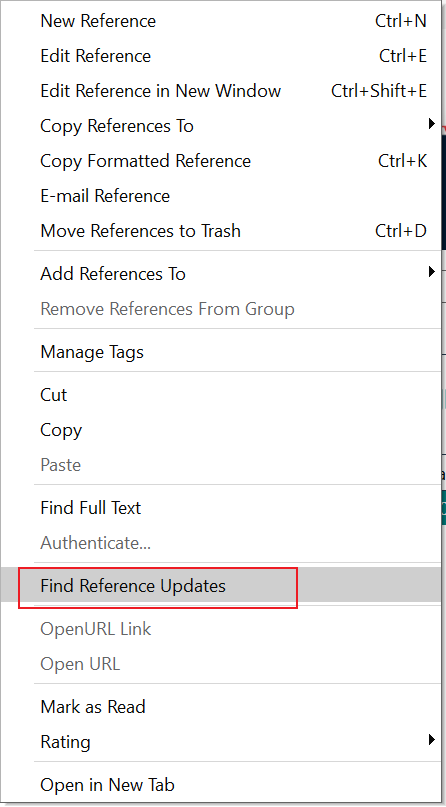 New Reference Ctrl+N
Edit Reference Ctrl+E
Edit Reference in New Window Ctrl+Shift+E
Copy References To
Copy Formatted Reference Ctrl+K
E-mail Reference
Move References to Trash Ctrl+D
Add References To
Remove References From Group
Manage Tags
Cut
Copy
Paste
Find Full Text
Authenticate...
Find Reference Updates
OpenURL Link
Open URL
Mark as Read
Rating
Open in New Tab